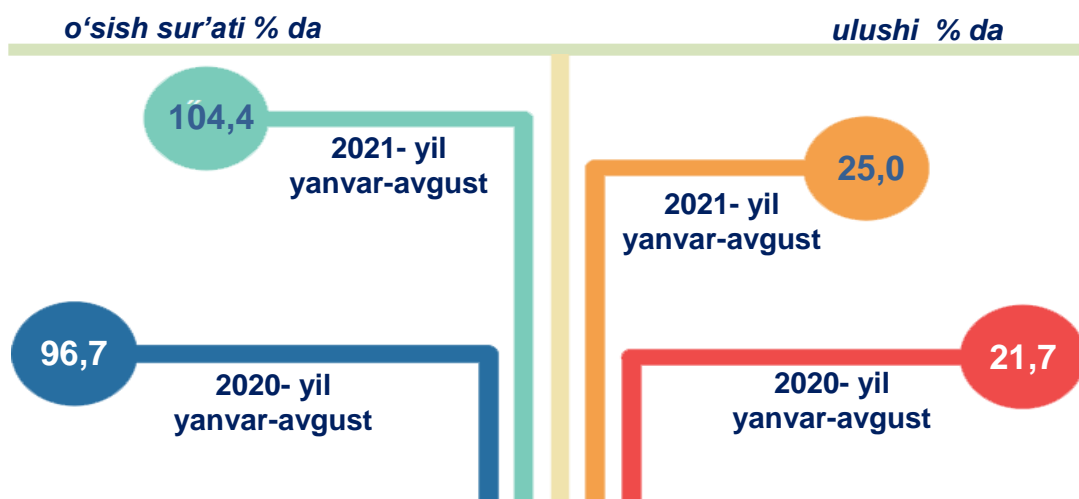 o‘sish sur’ati % da
ulushi % da
104,4
2021- yil
yanvar-avgust
25,0
2021- yil
yanvar-avgust
96,7
2020- yil
yanvar-avgust
21,7
2020- yil
yanvar-avgust